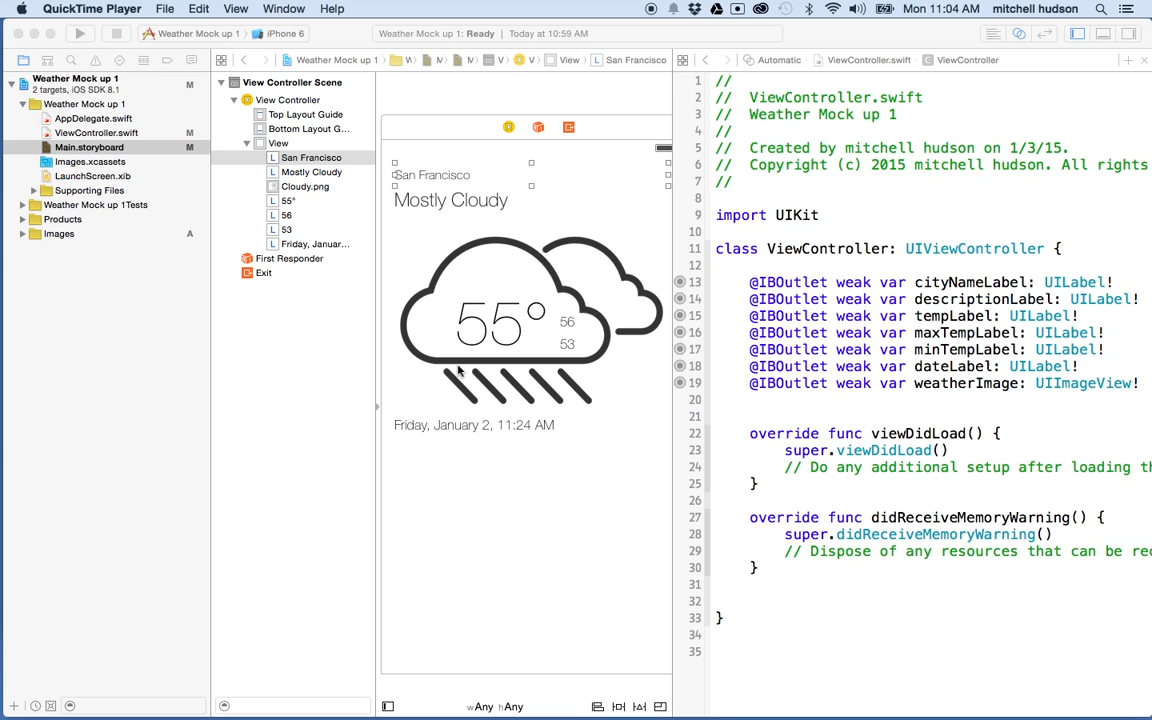 QuickTime Player File Edit View Window Help Mon 11:04 AM mitchell hudson
Weather Mock up 1 iPhone 6 Weather Mock up 1: Ready Today at 10:59 AM
Weather Mock up 1 W M M V V View L San Francisco Automatic ViewController.swift ViewController
Weather Mock up 1 M
2 targets, iOS SDK 8.1
Weather Mock up 1
AppDelegate.swift
ViewController.swift M
Main.storyboard M
Images.xcassets
LaunchScreen.xib
Supporting Files
Weather Mock up 1Tests
Products
Images A
View Controller Scene
View Controller
Top Layout Guide
Bottom Layout G...
View
L San Francisco
L Mostly Cloudy
Cloudy.png
L 55°
L 56
L 53
L Friday, Januar...
First Responder
Exit
San Francisco
Mostly Cloudy
55°
56
53
Friday, January 2, 11:24 AM
wAny hAny
1 //
2 // ViewController.swift
3 // Weather Mock up 1
4 //
5 // Created by mitchell hudson on 1/3/15.
6 // Copyright (c) 2015 mitchell hudson. All rights
7 //
8
9 import UIKit
10
11 class ViewController: UIViewController {
12
13 @IBOutlet weak var cityNameLabel: UILabel!
14 @IBOutlet weak var descriptionLabel: UILabel!
15 @IBOutlet weak var tempLabel: UILabel!
16 @IBOutlet weak var maxTempLabel: UILabel!
17 @IBOutlet weak var minTempLabel: UILabel!
18 @IBOutlet weak var dateLabel: UILabel!
19 @IBOutlet weak var weatherImage: UIImageView!
20
21
22 override func viewDidLoad() {
23 super.viewDidLoad()
24 // Do any additional setup after loading th
25 }
26
27 override func didReceiveMemoryWarning() {
28 super.didReceiveMemoryWarning()
29 // Dispose of any resources that can be rec
30 }
31
32
33 }
34
35